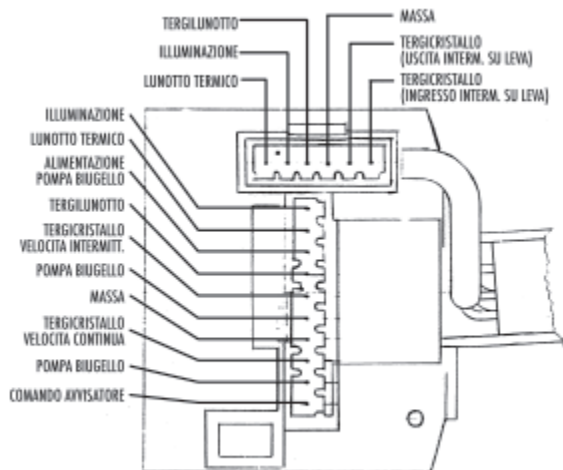 TERGILUNOTTO
ILLUMINAZIONE
LUNOTTO TERMICO
MASSA
TERGICRISTALLO
(USCITA INTERM. SU LEVA)
TERGICRISTALLO
(INGRESSO INTERM. SU LEVA)
ILLUMINAZIONE
LUNOTTO TERMICO
ALIMENTAZIONE
POMPA BIUGELLO
TERGILUNOTTO
TERGICRISTALLO
VELOCITA INTERMITT.
POMPA BIUGELLO
MASSA
TERGICRISTALLO
VELOCITA CONTINUA
POMPA BIUGELLO
COMANDO AVVISATORE